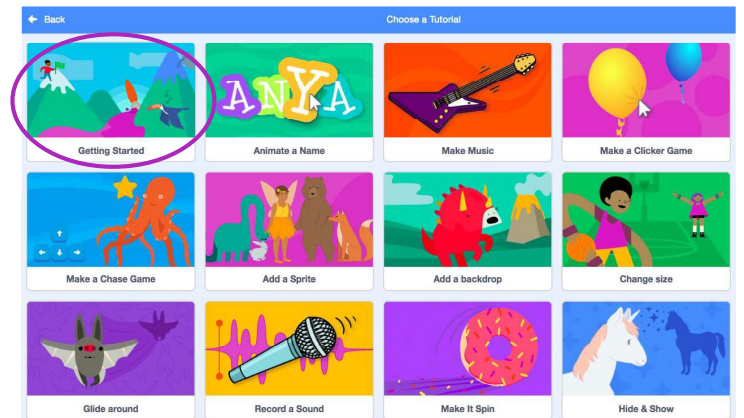 Back
Choose a Tutorial
ANYA
Getting Started
Animate a Name
Make Music
Make a Clicker Game
Make a Chase Game
Add a Sprite
Add a backdrop
Change size
Glide around
Record a Sound
Make It Spin
Hide & Show